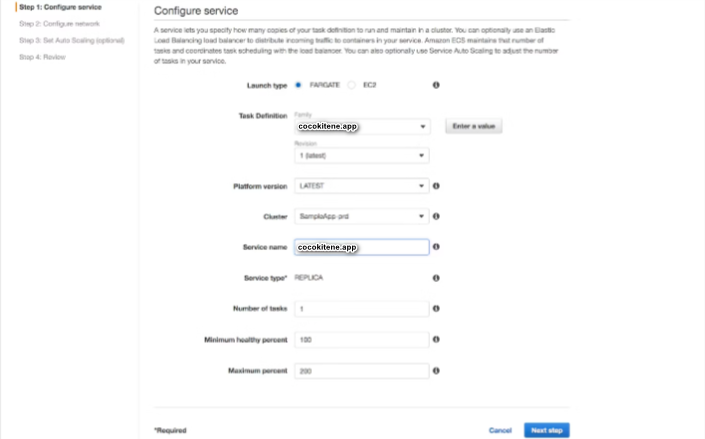 Step 1: Configure service
Step 2: Configure network
Step 3: Set Auto Scaling (optional)
Step 4: Review
Configure service
A service lets you specify how many copies of your task definition to run and maintain in a cluster. You can optionally use an Elastic
Load Balancing load balancer to distribute incoming traffic to containers in your service. Amazon ECS maintains that number of
tasks and coordinates task scheduling with the load balancer. You can also optionally use Service Auto Scaling to adjust the number
of tasks in your service.
Launch type FARGATE EC2
Task Definition Family
cocokitene:app Enter a value
Revision
1 (latest)
Platform version LATEST
Cluster SampleApp-prd
Service name cocokitene:app
Service type* REPLICA
Number of tasks 1
Minimum healthy percent 100
Maximum percent 200
*Required Cancel Next step